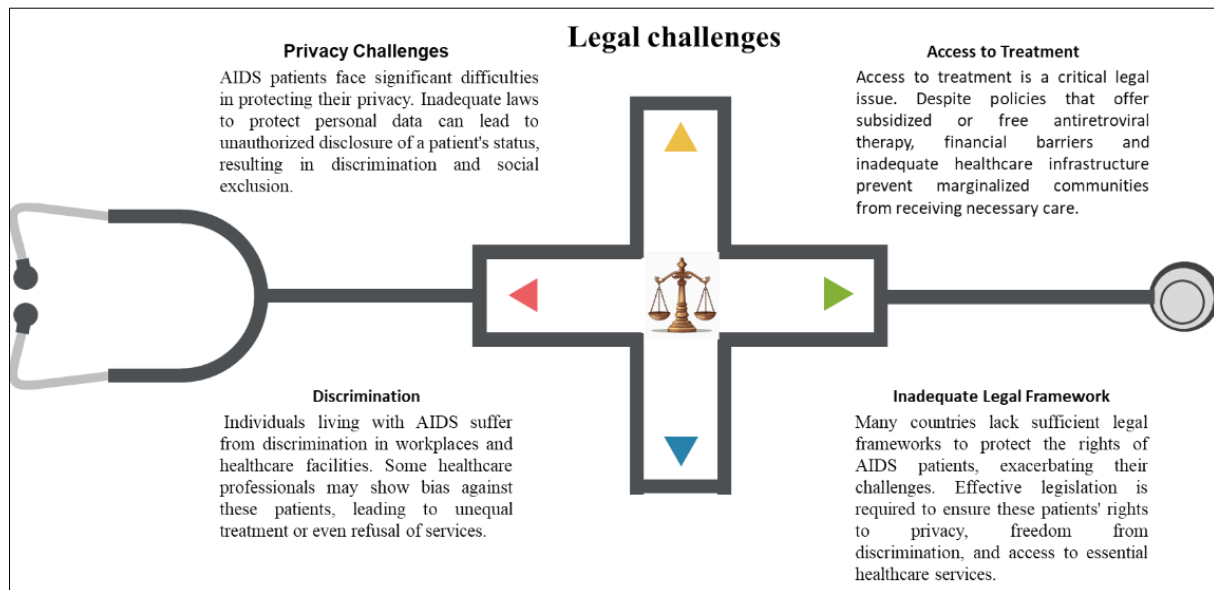 Legal challenges
Privacy Challenges
AIDS patients face significant difficulties
in protecting their privacy. Inadequate laws
to protect personal data can lead to
unauthorized disclosure of a patient's status,
resulting in discrimination and social
exclusion.
Access to Treatment
Access to treatment is a critical legal
issue. Despite policies that offer
subsidized or free antiretroviral
therapy, financial barriers and
inadequate healthcare infrastructure
prevent marginalized communities
from receiving necessary care.
Discrimination
Individuals living with AIDS suffer
from discrimination in workplaces and
healthcare facilities. Some healthcare
professionals may show bias against
these patients, leading to unequal
treatment or even refusal of services.
Inadequate Legal Framework
Many countries lack sufficient legal
frameworks to protect the rights of
AIDS patients, exacerbating their
challenges. Effective legislation is
required to ensure these patients' rights
to privacy, freedom from
discrimination, and access to essential
healthcare services.